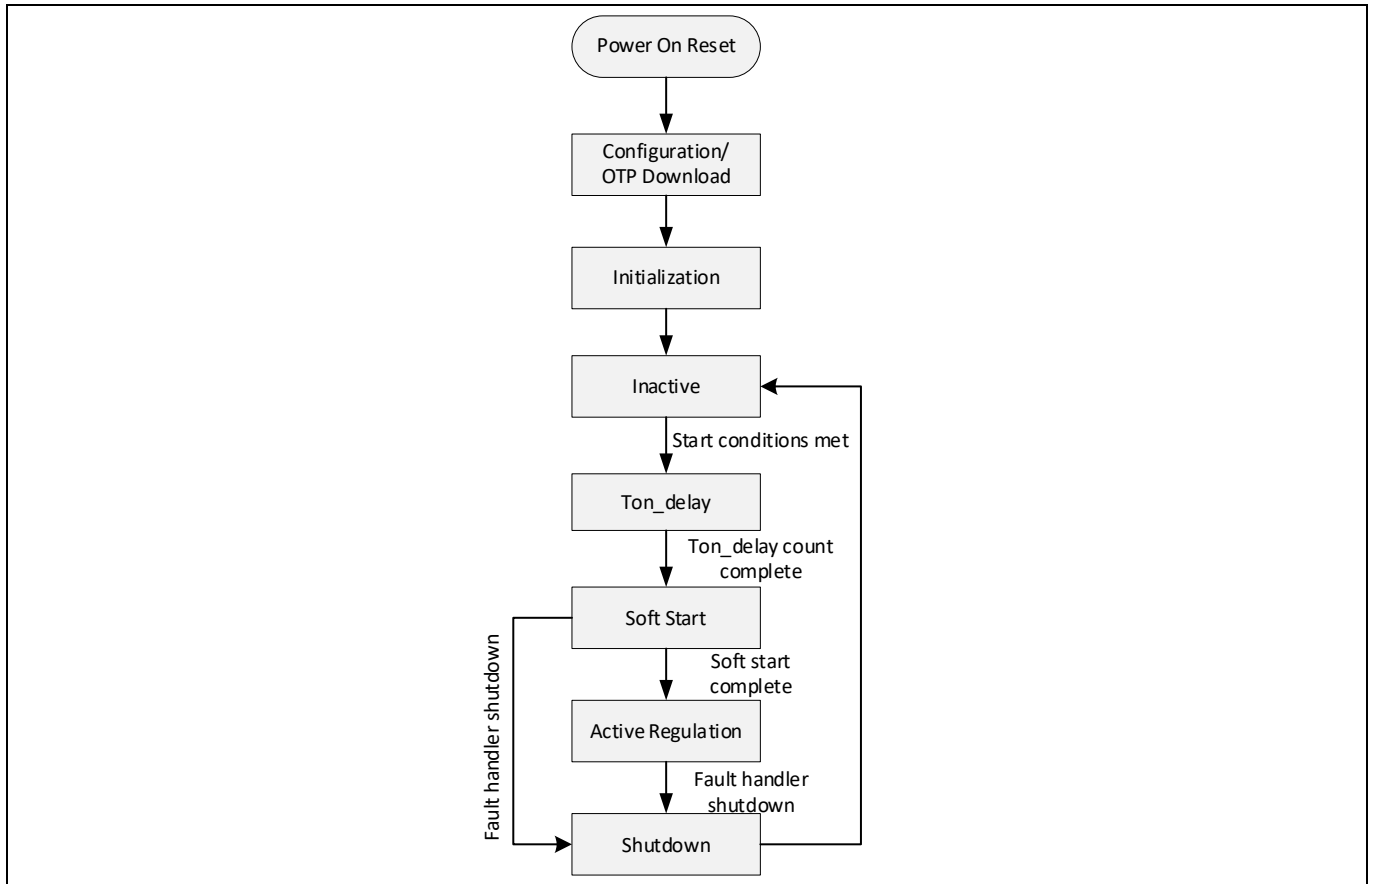 Power On Reset
Configuration/
OTP Download
Initialization
Inactive
Start conditions met
Ton_delay
Ton_delay count
complete
Soft Start
Fault handler shutdown
Soft start
complete
Active Regulation
Fault handler
shutdown
Shutdown